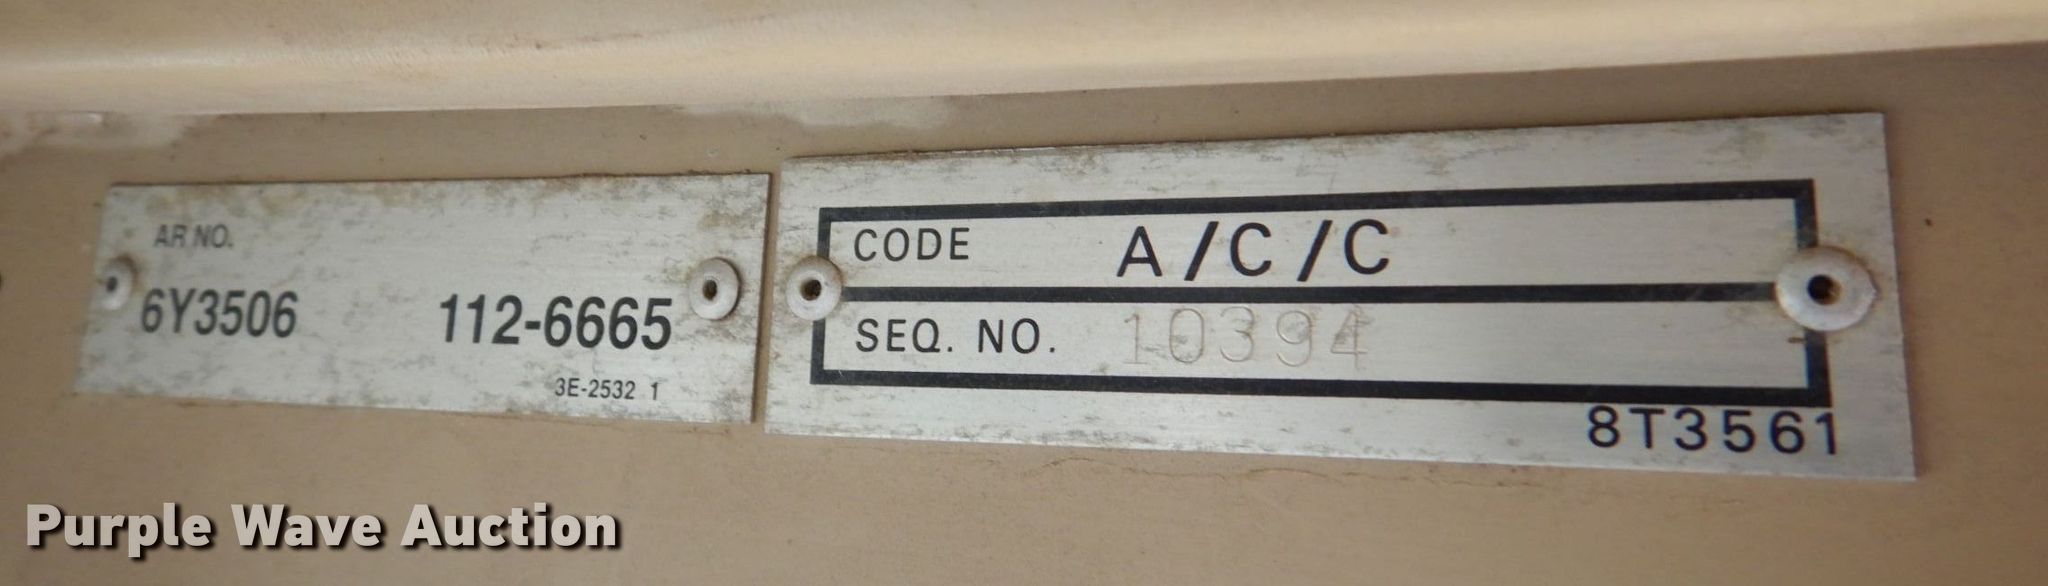 AR NO.
6Y3506 112-6665
3E-2532 1
CODE A/C/C
SEQ. NO. 10394
8T3561
Purple Wave Auction